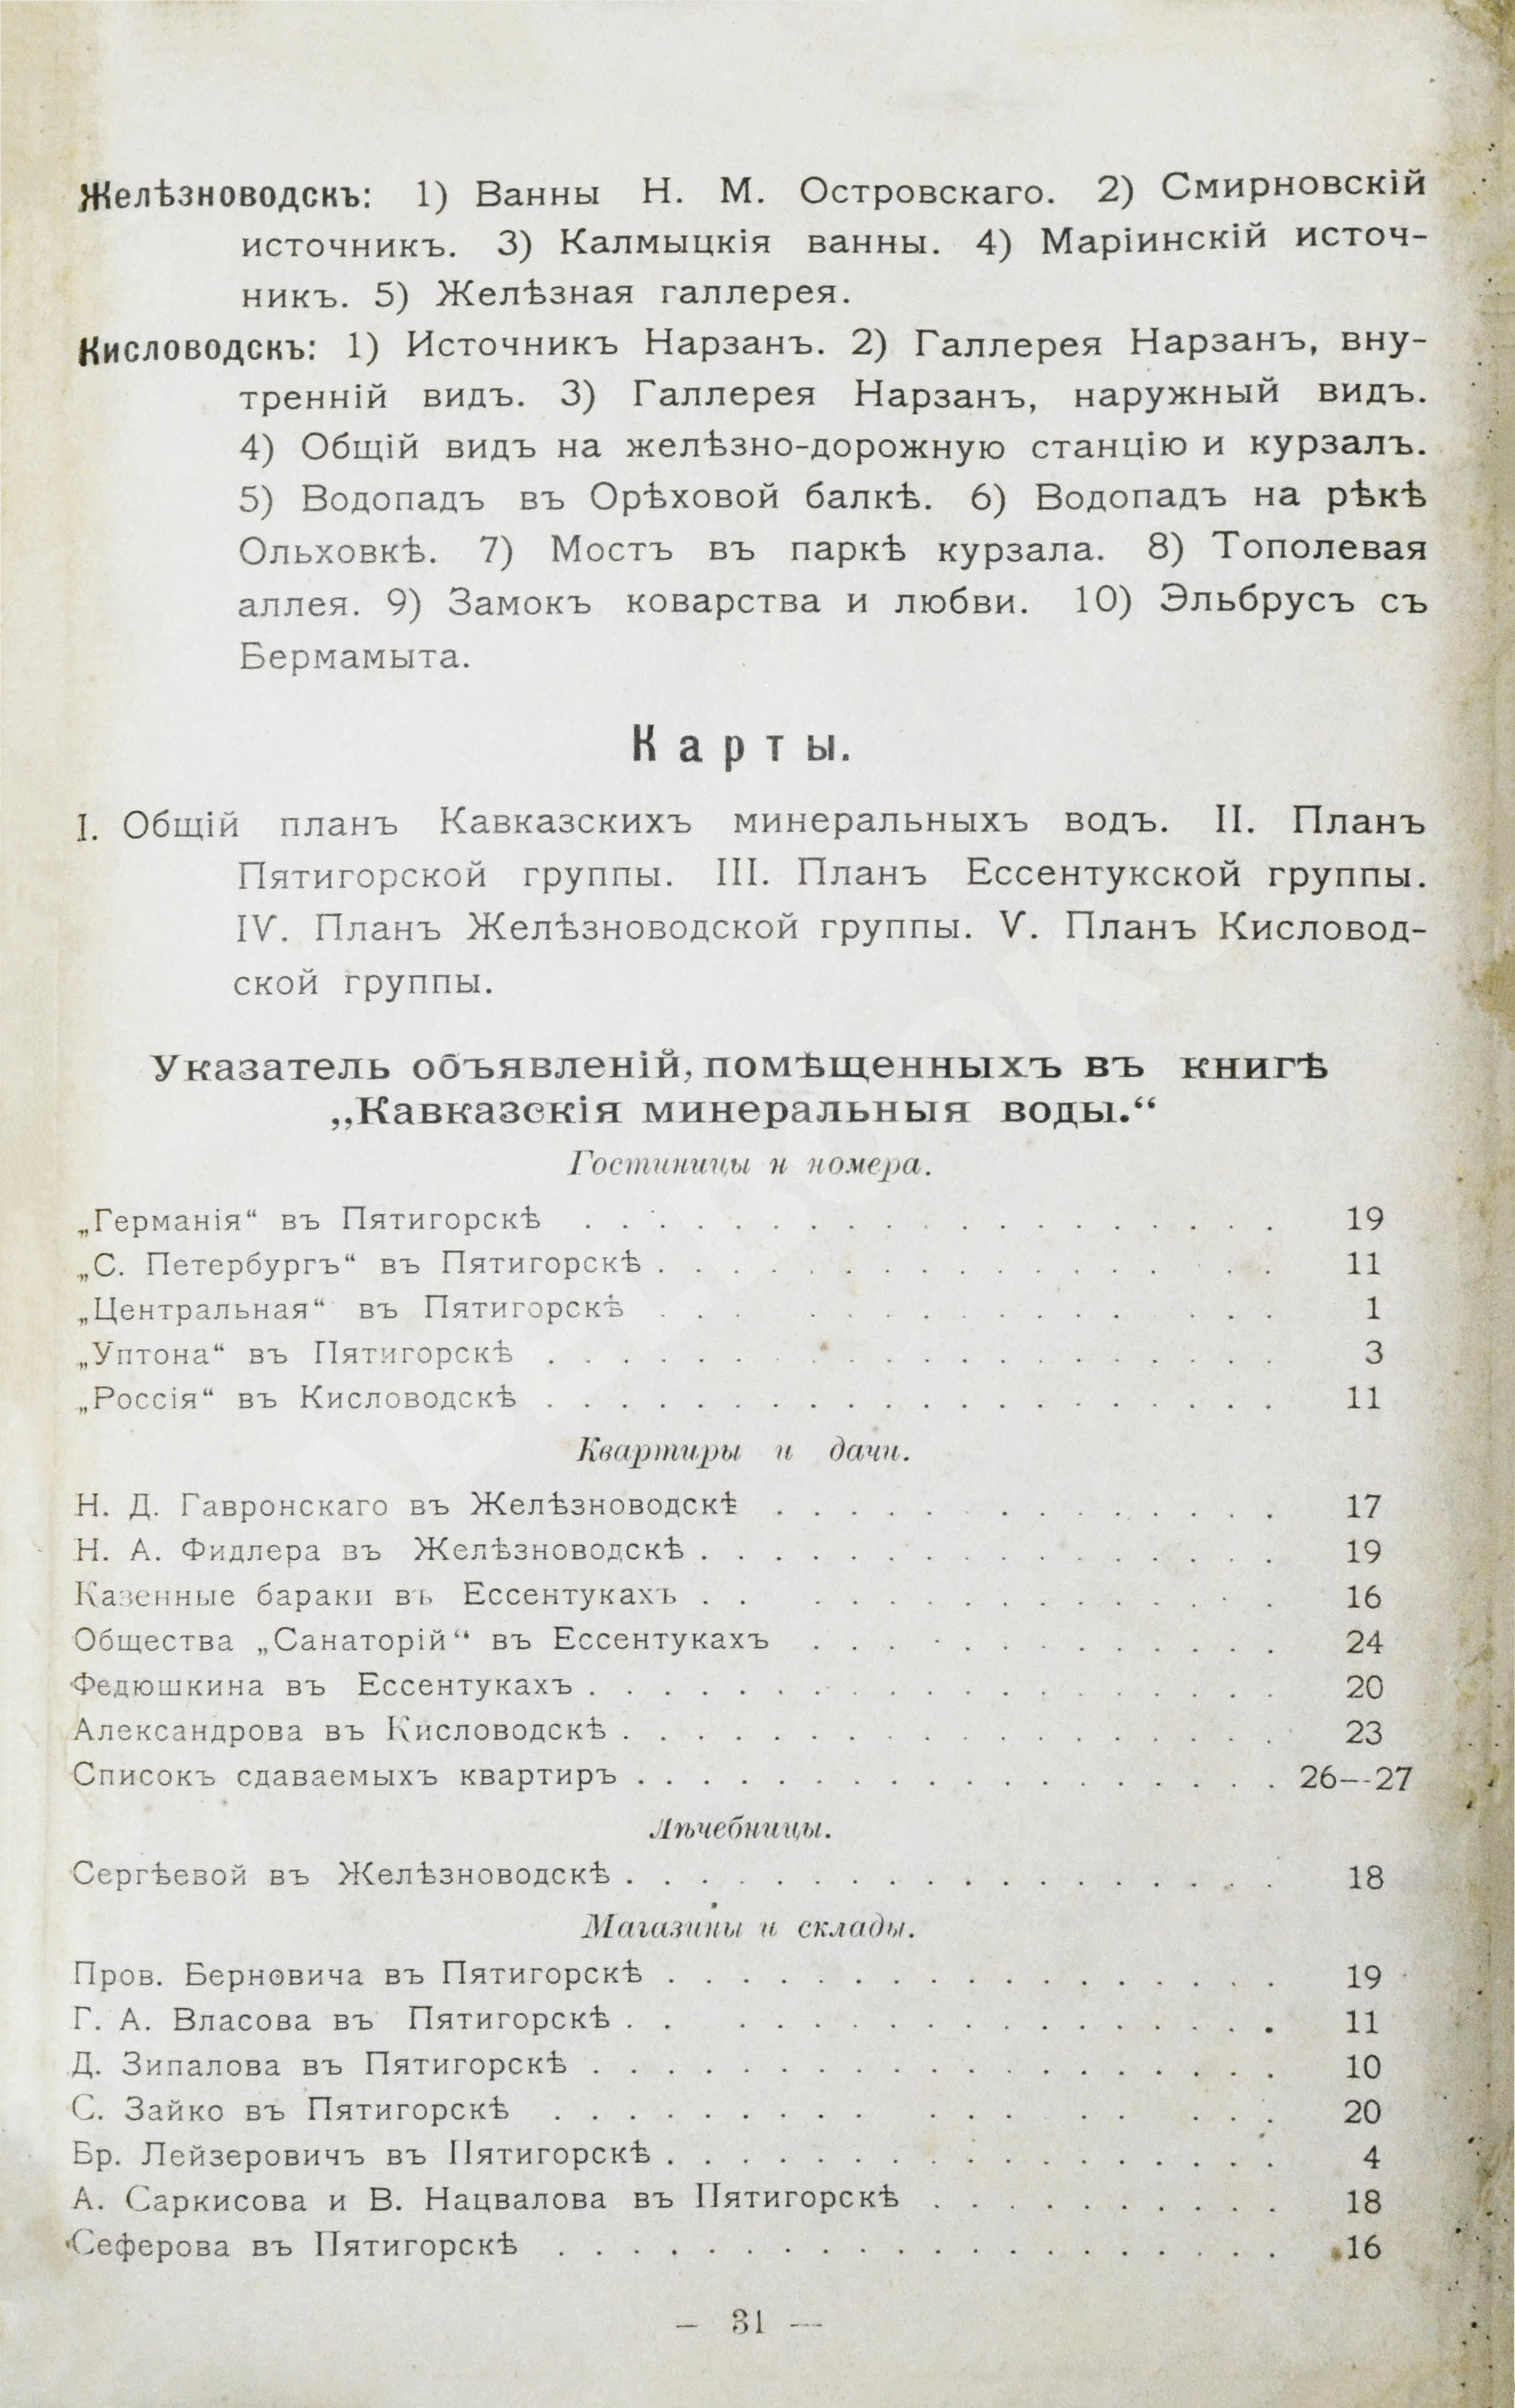 Желѣзноводскъ: 1) Ванны Н. М. Островскаго. 2) Смирновскій
источникъ. 3) Калмыцкія ванны. 4) Маріинскій источ-
никъ. 5) Желѣзная галлерея.
Кисловодскъ: 1) Источникъ Нарзанъ. 2) Галлерея Нарзанъ, вну-
тренній видъ. 3) Галлерея Нарзанъ, наружный видъ.
4) Общій видъ на желѣзно-дорожную станцію и курзалъ.
5) Водопадъ въ Орѣховой балкѣ. 6) Водопадъ на рѣкѣ
Ольховкѣ. 7) Мостъ въ паркѣ курзала. 8) Тополевая
аллея. 9) Замокъ коварства и любви. 10) Эльбрусъ съ
Бермамыта.
Карты.
I. Общій планъ Кавказскихъ минеральныхъ водъ. II. Планъ
Пятигорской группы. III. Планъ Ессентукской группы.
IV. Планъ Желѣзноводской группы. V. Планъ Кисловод-
ской группы.
Указатель объявленій, помѣщенныхъ въ книгѣ
„Кавказскія минеральныя воды.“
Гостиницы и номера.
„Германія“ въ Пятигорскѣ . . . . . . . . . . . . . . . . . . 19
„С. Петербургъ“ въ Пятигорскѣ . . . . . . . . . . . . . . . . 11
„Центральная“ въ Пятигорскѣ . . . . . . . . . . . . . . . . 1
„Уптона“ въ Пятигорскѣ . . . . . . . . . . . . . . . . . . . 3
„Россія“ въ Кисловодскѣ . . . . . . . . . . . . . . . . . . . 11
Квартиры и дачи.
Н. Д. Гавронскаго въ Желѣзноводскѣ . . . . . . . . . . . . . 17
Н. А. Фидлера въ Желѣзноводскѣ . . . . . . . . . . . . . . . 19
Казенные бараки въ Ессентукахъ . . . . . . . . . . . . . . . 16
Общества „Санаторій“ въ Ессентукахъ . . . . . . . . . . . . 24
Федюшкина въ Ессентукахъ . . . . . . . . . . . . . . . . . . 20
Александрова въ Кисловодскѣ . . . . . . . . . . . . . . . . . 23
Списокъ сдаваемыхъ квартиръ . . . . . . . . . . . . . . . . . 26—27
Лѣчебницы.
Сергѣевой въ Желѣзноводскѣ . . . . . . . . . . . . . . . . . 18
Магазины и склады.
Пров. Берновича въ Пятигорскѣ . . . . . . . . . . . . . . . . 19
Г. А. Власова въ Пятигорскѣ . . . . . . . . . . . . . . . . . 11
Д. Зипалова въ Пятигорскѣ . . . . . . . . . . . . . . . . . . 10
С. Зайко въ Пятигорскѣ . . . . . . . . . . . . . . . . . . 20
Бр. Лейзеровичъ въ Пятигорскѣ . . . . . . . . . . . . . . . . 4
А. Саркисова и В. Нацвалова въ Пятигорскѣ . . . . . . . . . . 18
Сеферова въ Пятигорскѣ . . . . . . . . . . . . . . . . . . . 16
— 31 —